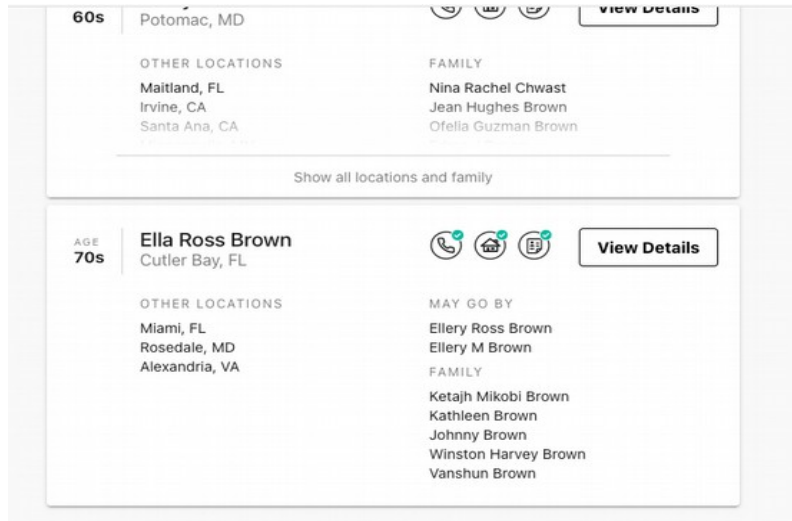 60s
Potomac, MD
View Details
OTHER LOCATIONS
Maitland, FL
Irvine, CA
Santa Ana, CA
FAMILY
Nina Rachel Chwast
Jean Hughes Brown
Ofelia Guzman Brown
Show all locations and family
AGE
70s
Ella Ross Brown
Cutler Bay, FL
View Details
OTHER LOCATIONS
Miami, FL
Rosedale, MD
Alexandria, VA
MAY GO BY
Ellery Ross Brown
Ellery M Brown
FAMILY
Ketajh Mikobi Brown
Kathleen Brown
Johnny Brown
Winston Harvey Brown
Vanshun Brown